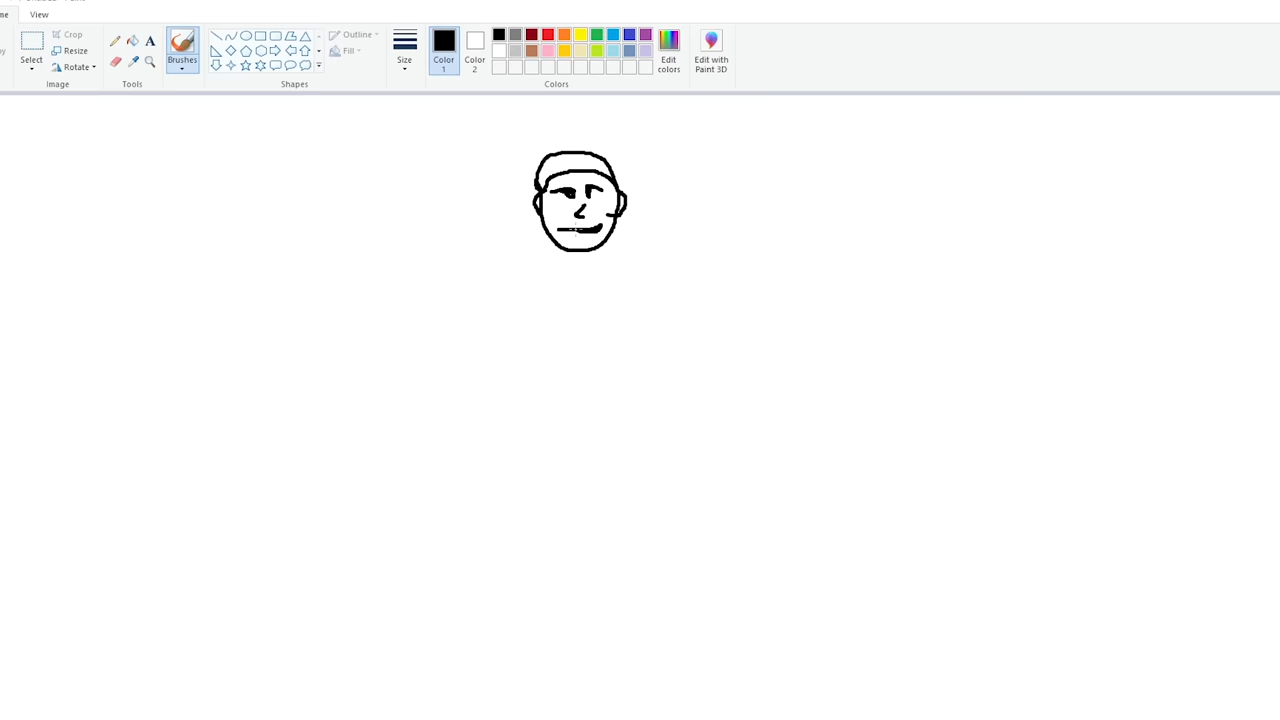 View
Crop
Resize
Rotate
Select
Brushes
Outline
Fill
Size
Color
1
Color
2
Edit
colors
Edit with
Paint 3D
Image
Tools
Shapes
Colors